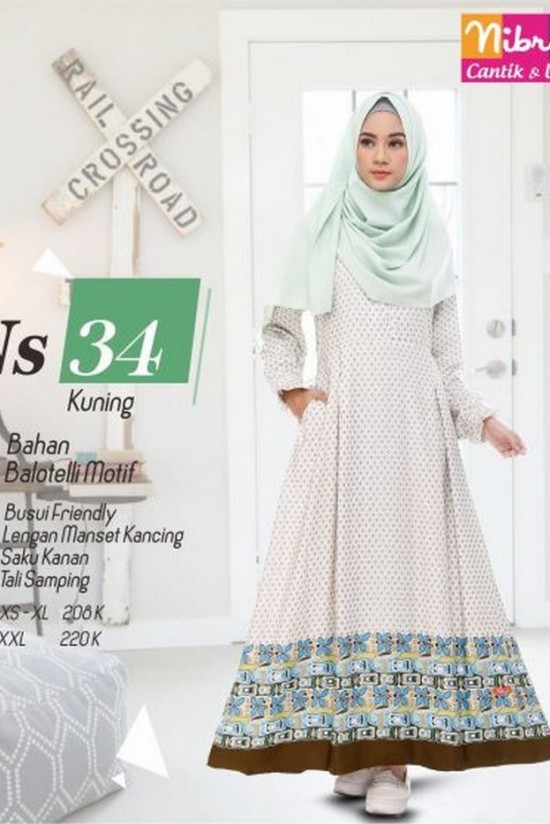 RAIL
ROAD
CROSSING
Cantik &
Ns 34
Kuning
Bahan
Balotelli Motif
Busui Friendly
Lengan Manset Kancing
Saku Kanan
Tali Samping
XS - XL 208 K
XXL 220 K